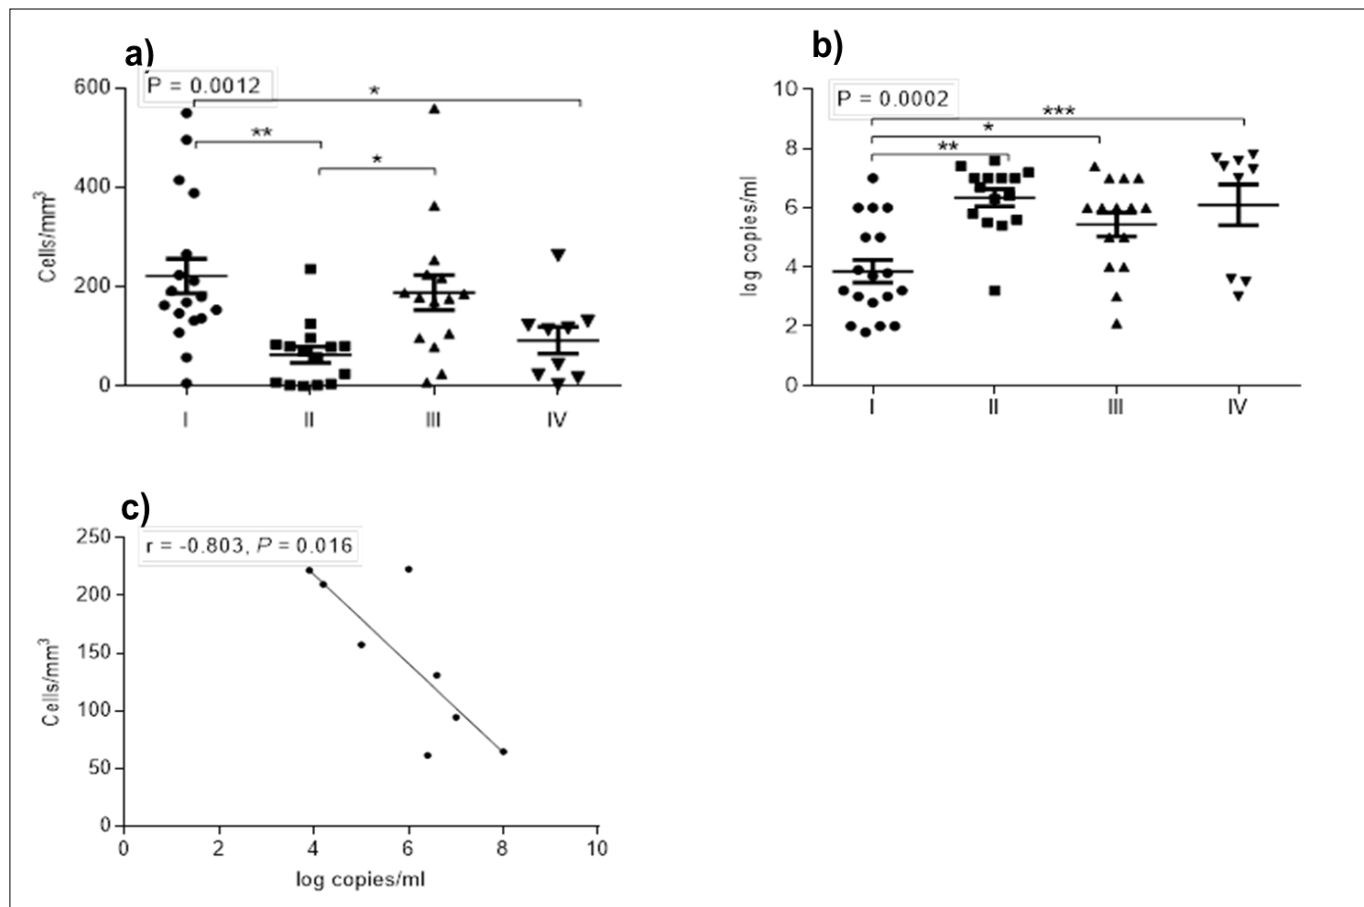 a)
P = 0.0012
*
**
*
600
400
200
0
Cells/mm³
I II III IV
b)
P = 0.0002
***
*
**
10
8
6
4
2
0
log copies/ml
I II III IV
c)
r = -0.803, P = 0.016
250
200
150
100
50
0
Cells/mm³
0 2 4 6 8 10
log copies/ml